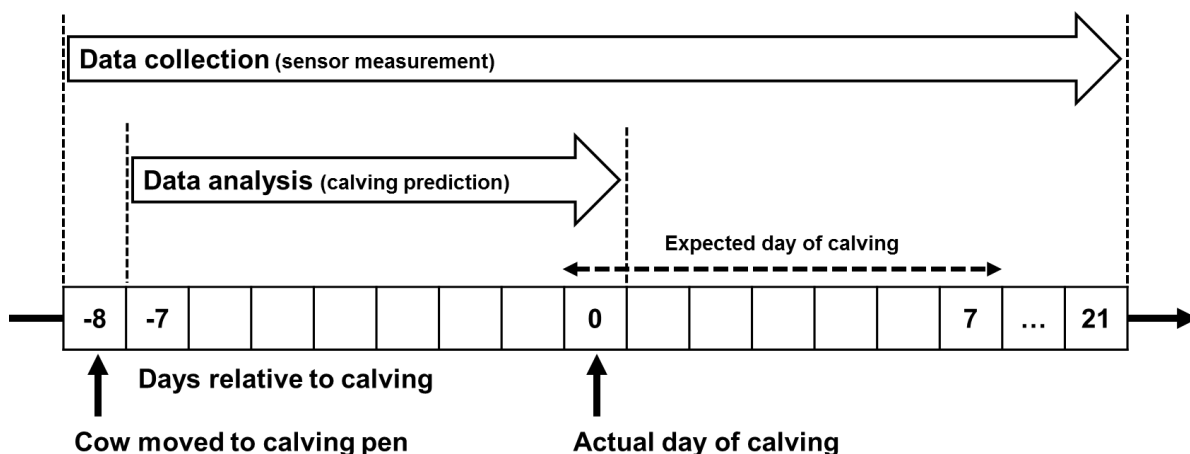 Data collection (sensor measurement)
Data analysis (calving prediction)
Expected day of calving
-8 -7 0 7 ... 21
Days relative to calving
Cow moved to calving pen Actual day of calving